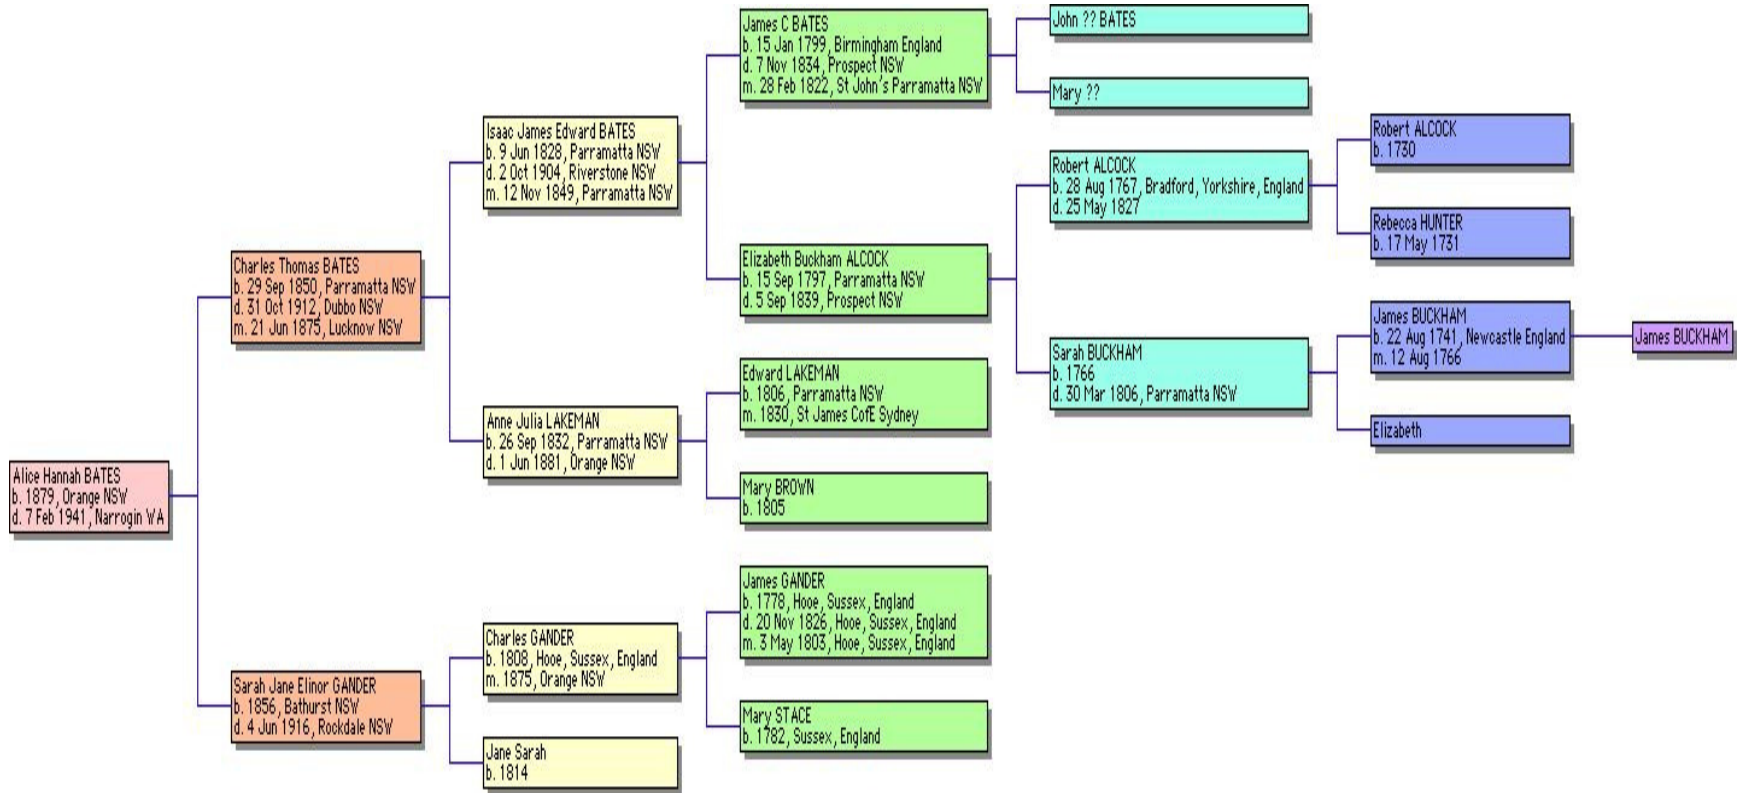 James C BATES
b. 15 Jan 1799, Birmingham England
d. 7 Nov 1834, Prospect NSW
m. 28 Feb 1822, St John's Parramatta NSW
John ?? BATES
Mary ??
Isaac James Edward BATES
b. 9 Jun 1828, Parramatta NSW
d. 2 Oct 1904, Riverstone NSW
m. 12 Nov 1849, Parramatta NSW
Robert ALCOCK
b. 28 Aug 1767, Bradford, Yorkshire, England
d. 25 May 1827
Robert ALCOCK
b. 1730
Rebecca HUNTER
b. 17 May 1731
Charles Thomas BATES
b. 29 Sep 1850, Parramatta NSW
d. 31 Oct 1912, Dubbo NSW
m. 21 Jun 1875, Lucknow NSW
Elizabeth Buckham ALCOCK
b. 15 Sep 1797, Parramatta NSW
d. 5 Sep 1839, Prospect NSW
Sarah BUCKHAM
b. 1766
d. 30 Mar 1806, Parramatta NSW
James BUCKHAM
b. 22 Aug 1741, Newcastle England
m. 12 Aug 1766
James BUCKHAM
Elizabeth
Edward LAKEMAN
b. 1806, Parramatta NSW
m. 1830, St James CofE Sydney
Anne Julia LAKEMAN
b. 26 Sep 1832, Parramatta NSW
d. 1 Jun 1881, Orange NSW
Mary BROWN
b. 1805
Alice Hannah BATES
b. 1879, Orange NSW
d. 7 Feb 1941, Narrogin WA
James GANDER
b. 1778, Hooe, Sussex, England
d. 20 Nov 1826, Hooe, Sussex, England
m. 3 May 1803, Hooe, Sussex, England
Charles GANDER
b. 1808, Hooe, Sussex, England
m. 1875, Orange NSW
Sarah Jane Elinor GANDER
b. 1856, Bathurst NSW
d. 4 Jun 1916, Rockdale NSW
Mary STACE
b. 1782, Sussex, England
Jane Sarah
b. 1814